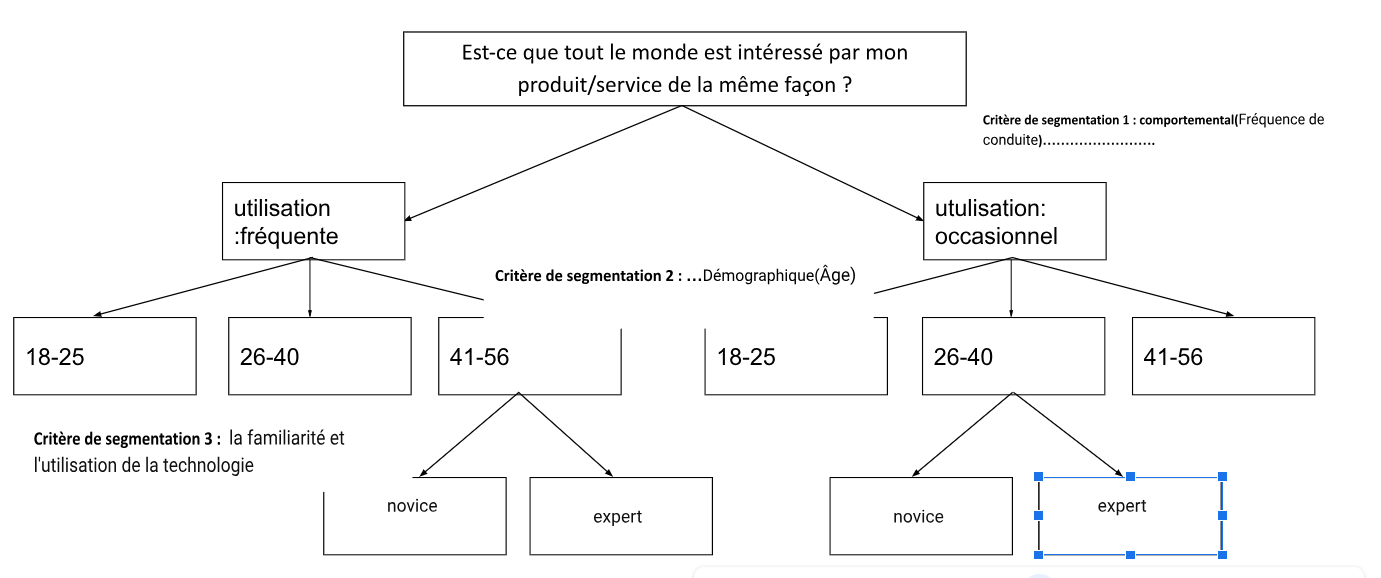 Est-ce que tout le monde est intéressé par mon
produit/service de la même façon ?
Critère de segmentation 1 : comportemental(Fréquence de
conduite).........................
utilisation
:fréquente
utulisation:
occasionnel
Critère de segmentation 2 : ...Démographique(Âge)
18-25
26-40
41-56
18-25
26-40
41-56
Critère de segmentation 3 : la familiarité et
l'utilisation de la technologie
novice
expert
novice
expert